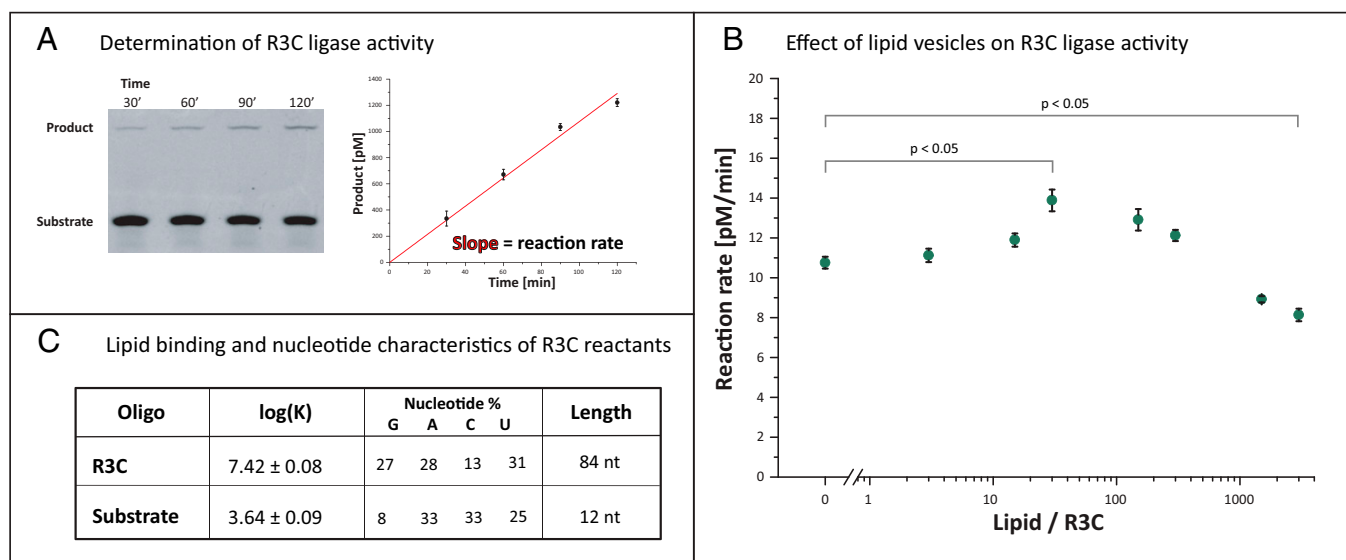 A Determination of R3C ligase activity
Time
30' 60' 90' 120'
Product
Substrate
Product [pM]
1400
1200
1000
800
600
400
200
0
0 20 40 60 80 100 120
Time [min]
Slope = reaction rate
B Effect of lipid vesicles on R3C ligase activity
p < 0.05
p < 0.05
Reaction rate [pM/min]
20
18
16
14
12
10
8
6
4
2
0
0 1 10 100 1000
Lipid / R3C
C Lipid binding and nucleotide characteristics of R3C reactants
Oligo log(K) Nucleotide % Length
G A C U
R3C 7.42 ± 0.08 27 28 13 31 84 nt
Substrate 3.64 ± 0.09 8 33 33 25 12 nt